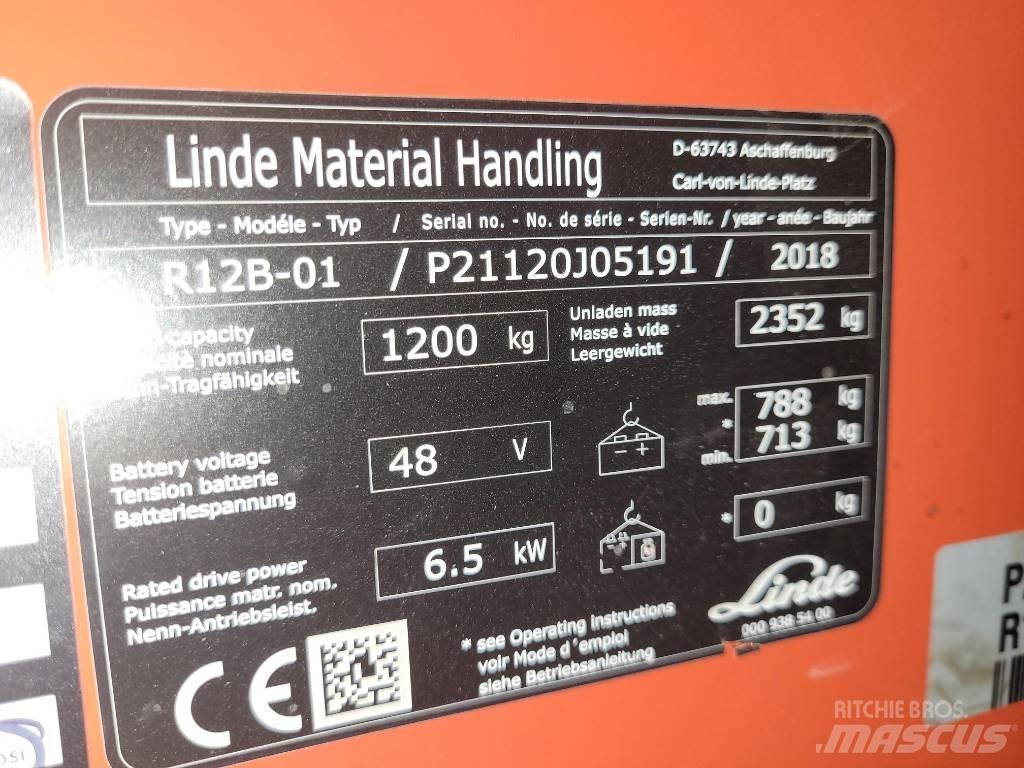 Linde Material Handling
D-63743 Aschaffenburg
Carl-von-Linde-Platz
Type - Modéle - Typ / Serial no. - No. de série - Serien-Nr. / year - anée - Baujahr
R12B-01 / P21120J05191 / 2018
capacity
nominale
-Tragfähigkeit
1200 kg
Unladen mass
Masse à vide
Leergewicht
2352 kg
Battery voltage
Tension batterie
Batteriespannung
48 V
- +
max. 788 kg
*
min. 713 kg
Rated drive power
Puissance matr. nom.
Nenn-Antriebsleist.
6.5 kW
* 0 kg
CE
* see Operating Instructions
voir Mode d'emploi
siehe Betriebsanleitung
Linde
000 938 54 00
P
R
OSI
RITCHIE BROS.
MASCUS